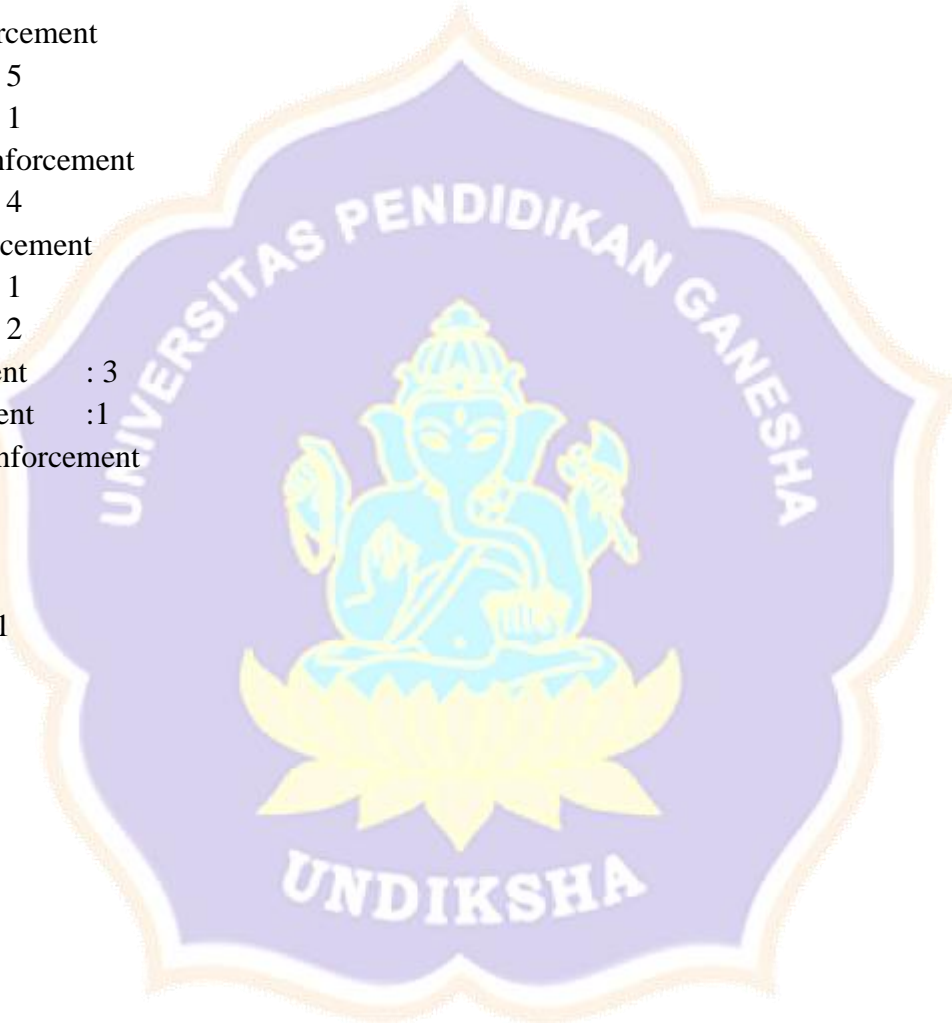 rcement
5
1
nforcement
4
cement
1
2
ent : 3
ent :1
nforcement
1
UNIVERSITAS PENDIDIKAN GANESHA
UNDIKSHA